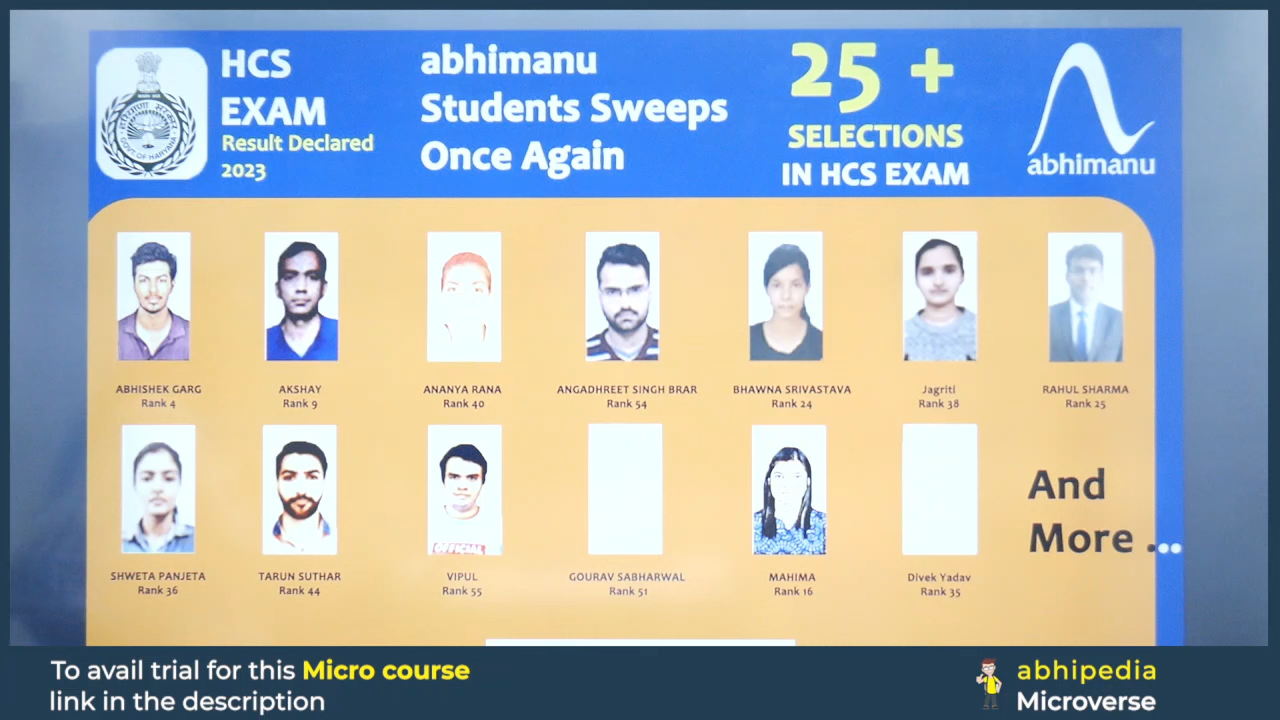 HCS
EXAM
Result Declared
2023
abhimanu
Students Sweeps
Once Again
25 +
SELECTIONS
IN HCS EXAM
abhimanu
ABHISHEK GARG
Rank 4
AKSHAY
Rank 9
ANANYA RANA
Rank 40
ANGADHREET SINGH BRAR
Rank 54
BHAWNA SRIVASTAVA
Rank 24
Jagriti
Rank 38
RAHUL SHARMA
Rank 25
SHWETA PANJETA
Rank 36
TARUN SUTHAR
Rank 44
OFFICIAL
VIPUL
Rank 55
GOURAV SABHARWAL
Rank 51
MAHIMA
Rank 16
Divek Yadav
Rank 35
And
More ...
To avail trial for this Micro course
link in the description
abhipedia
Microverse